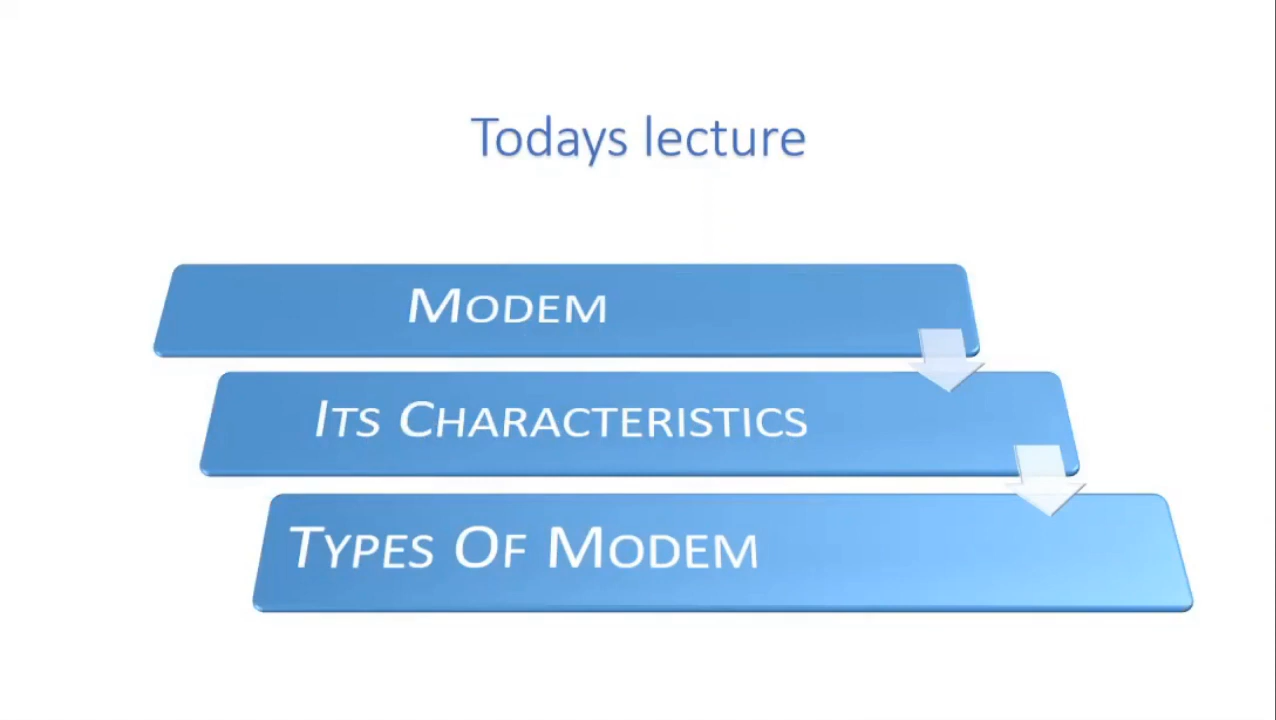 Todays lecture
Modem
Its Characteristics
Types Of Modem